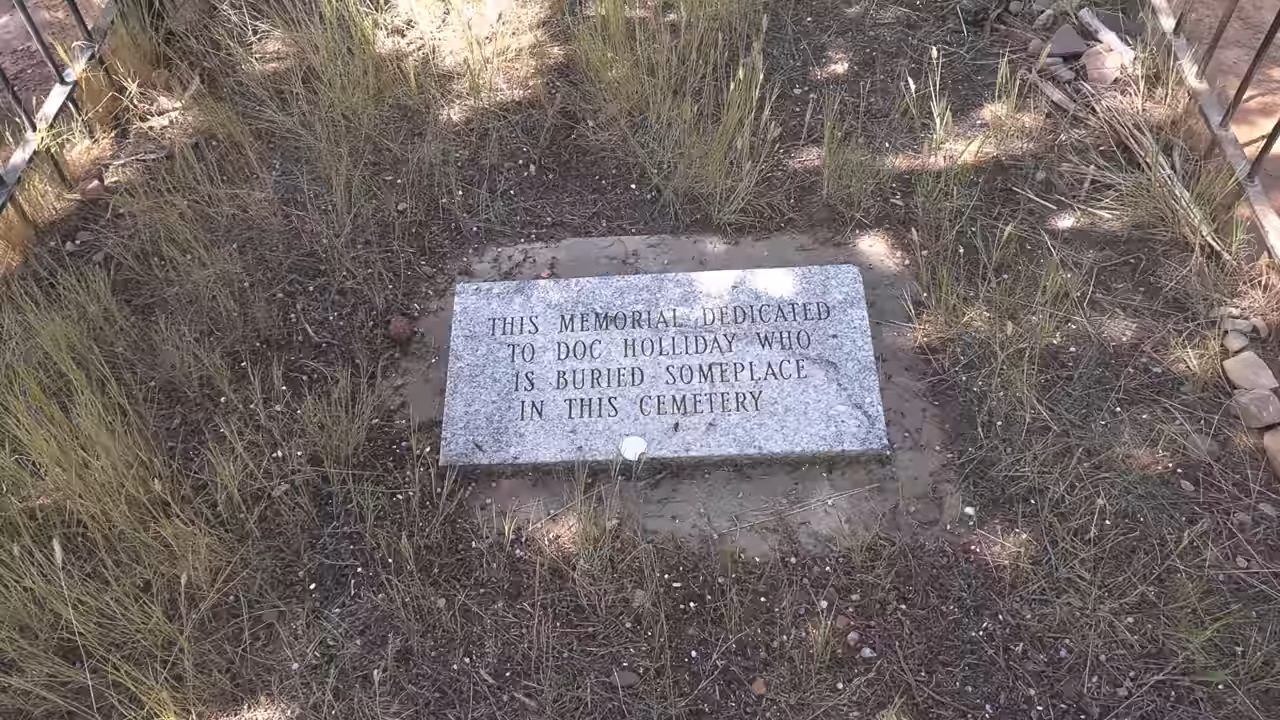 THIS MEMORIAL DEDICATED
TO DOC HOLLIDAY WHO
IS BURIED SOMEPLACE
IN THIS CEMETERY